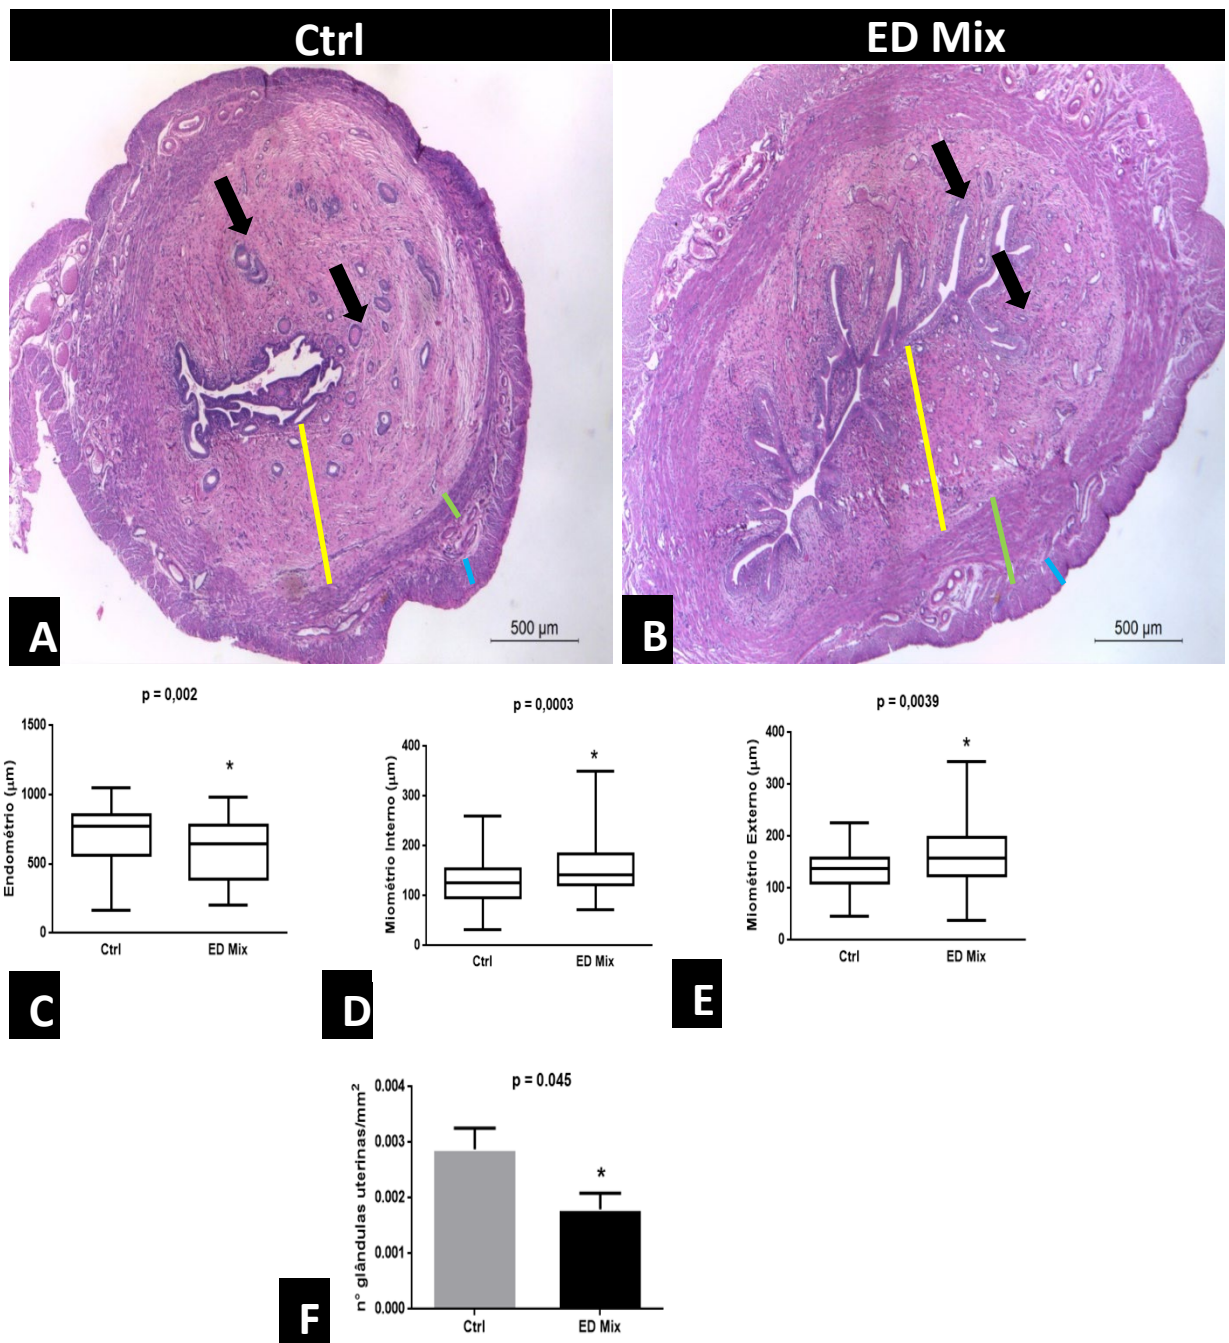 Ctrl
ED Mix
A
500 µm
B
500 µm
p = 0,002
1500
1000
500
0
Endométrio (µm)
*
Ctrl
ED Mix
C
p = 0,0003
400
300
200
100
0
Miométrio Interno (µm)
*
Ctrl
ED Mix
D
p = 0,0039
400
300
200
100
0
Miométrio Externo (µm)
*
Ctrl
ED Mix
E
p = 0.045
0.004
0.003
0.002
0.001
0.000
n° glândulas uterinas/mm²
*
Ctrl
ED Mix
F